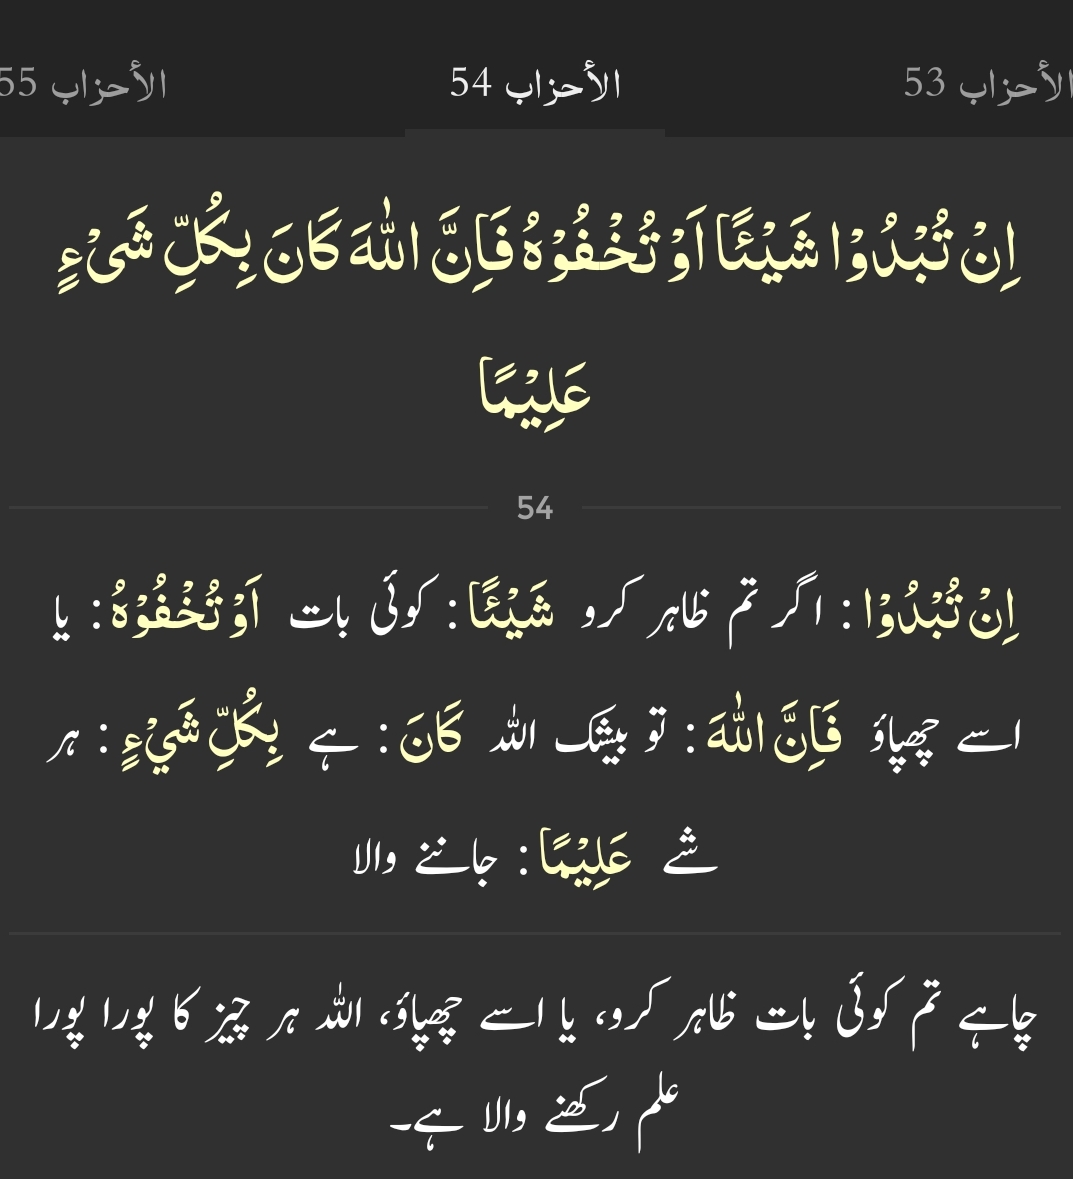 الأحزاب 53 الأحزاب 54 الأحزاب 55
اِنْ تُبْدُوْا شَيْـًٔا اَوْ تُخْفُوْهُ فَاِنَّ اللّٰهَ كَانَ بِكُلِّ شَىْءٍ
عَلِيْمًا
54
اِنْ تُبْدُوْا : اگر تم ظاہر کرو شَيْـًٔا : کوئی بات اَوْ تُخْفُوْهُ : یا
اسے چھپاؤ فَاِنَّ اللّٰهَ : تو بیشک اللہ كَانَ : ہے بِكُلِّ شَيْءٍ : ہر
شے عَلِيْمًا : جاننے والا
چاہے تم کوئی بات ظاہر کرو، یا اسے چھپاؤ، اللہ ہر چیز کا پورا پورا
علم رکھنے والا ہے۔